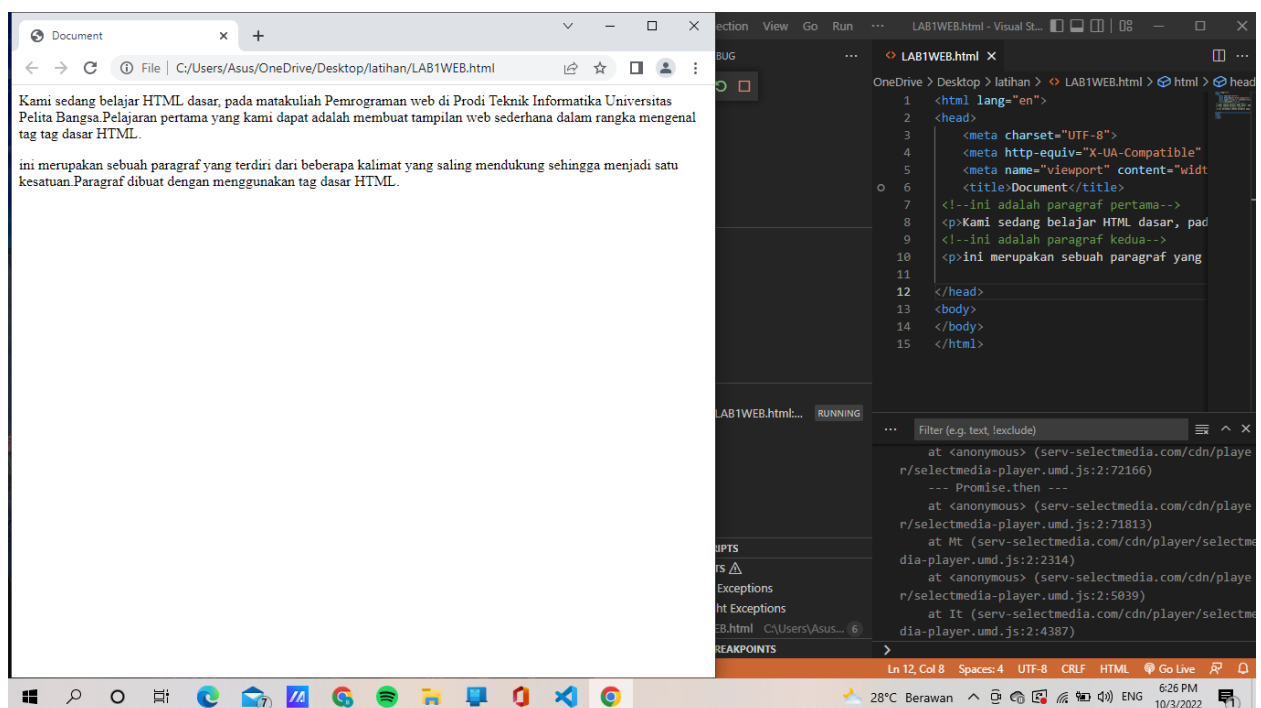 Document
ection View Go Run ··· LAB1WEB.html - Visual St...
File | C:/Users/Asus/OneDrive/Desktop/latihan/LAB1WEB.html
Kami sedang belajar HTML dasar, pada matakuliah Pemrograman web di Prodi Teknik Informatika Universitas
Pelita Bangsa.Pelajaran pertama yang kami dapat adalah membuat tampilan web sederhana dalam rangka mengenal
tag tag dasar HTML.
ini merupakan sebuah paragraf yang terdiri dari beberapa kalimat yang saling mendukung sehingga menjadi satu
kesatuan.Paragraf dibuat dengan menggunakan tag dasar HTML.
BUG ···
LAB1WEB.html:... RUNNING
IPTS
TS
Exceptions
ht Exceptions
EB.html C:\Users\Asus... 6
REAKPOINTS
<> LAB1WEB.html ···
OneDrive > Desktop > latihan > <> LAB1WEB.html > html > head
1 <html lang="en">
2 <head>
3 <meta charset="UTF-8">
4 <meta http-equiv="X-UA-Compatible"
5 <meta name="viewport" content="widt
6 <title>Document</title>
7 <!--ini adalah paragraf pertama-->
8 <p>Kami sedang belajar HTML dasar, pad
9 <!--ini adalah paragraf kedua-->
10 <p>ini merupakan sebuah paragraf yang
11
12 </head>
13 <body>
14 </body>
15 </html>
··· Filter (e.g. text, !exclude)
at <anonymous> (serv-selectmedia.com/cdn/playe
r/selectmedia-player.umd.js:2:72166)
--- Promise.then ---
at <anonymous> (serv-selectmedia.com/cdn/playe
r/selectmedia-player.umd.js:2:71813)
at Mt (serv-selectmedia.com/cdn/player/selectme
dia-player.umd.js:2:2314)
at <anonymous> (serv-selectmedia.com/cdn/playe
r/selectmedia-player.umd.js:2:5039)
at It (serv-selectmedia.com/cdn/player/selectme
dia-player.umd.js:2:4387)
>
Ln 12, Col 8 Spaces: 4 UTF-8 CRLF HTML Go Live
7 28°C Berawan ENG 6:26 PM
10/3/2022 1